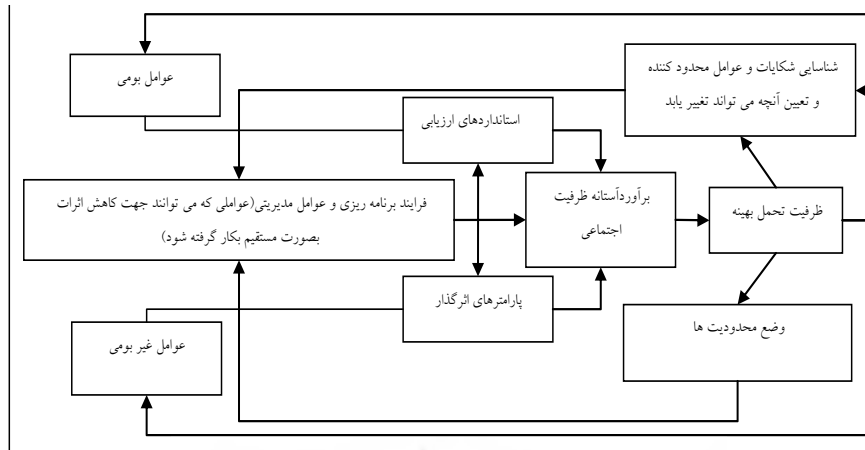 عوامل بومی
شناسایی شکایات و عوامل محدود کننده
و تعیین آنچه می تواند تغییر یابد
استانداردهای ارزیابی
فرایند برنامه ریزی و عوامل مدیریتی(عواملی که می توانند جهت کاهش اثرات
بصورت مستقیم بکار گرفته شود)
برآوردآستانه ظرفیت
اجتماعی
ظرفیت تحمل بهینه
پارامترهای اثرگذار
وضع محدودیت ها
عوامل غیر بومی